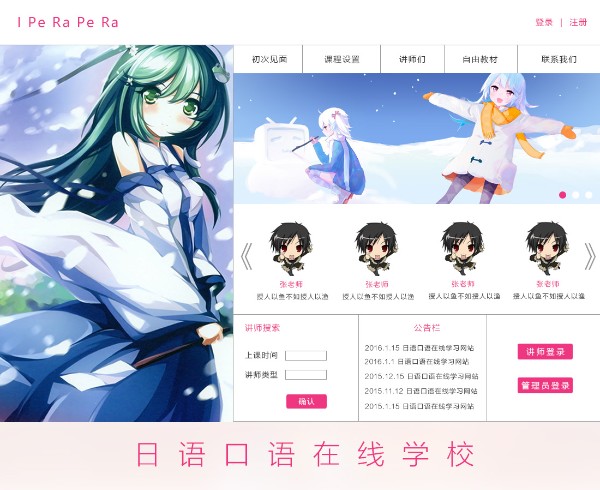 I Pe Ra Pe Ra
登录 | 注册
初次见面 课程设置 讲师们 自由教材 联系我们
张老师 张老师 张老师 张老师
授人以鱼不如授人以渔 授人以鱼不如授人以渔 授人以鱼不如授人以渔 授人以鱼不如授人以渔
讲师搜索
上课时间
讲师类型
确认
公告栏
2016.1.15 日语口语在线学习网站
2016.1.1 日语口语在线学习网站
2015.12.15 日语口语在线学习网站
2015.11.12 日语口语在线学习网站
2015.1.15 日语口语在线学习网站
讲师登录
管理员登录
日语口语在线学校